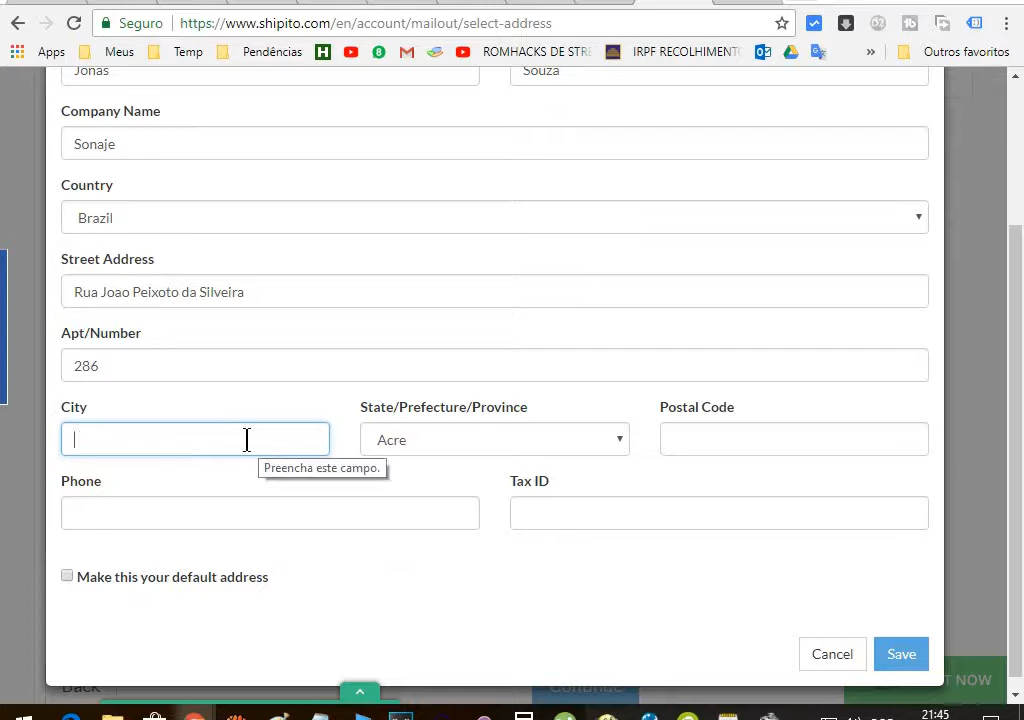 Seguro
https://www.shipito.com/en/account/mailout/select-address
Apps
Meus
Temp
Pendências
ROMHACKS DE STRE
IRPF RECOLHIMENT
»
Outros favoritos
Jonas
Souza
Company Name
Sonaje
Country
Brazil
Street Address
Rua Joao Peixoto da Silveira
Apt/Number
286
City
State/Prefecture/Province
Postal Code
Acre
Preencha este campo.
Phone
Tax ID
Make this your default address
Cancel
Save
Back
Continue
NOW
21:45